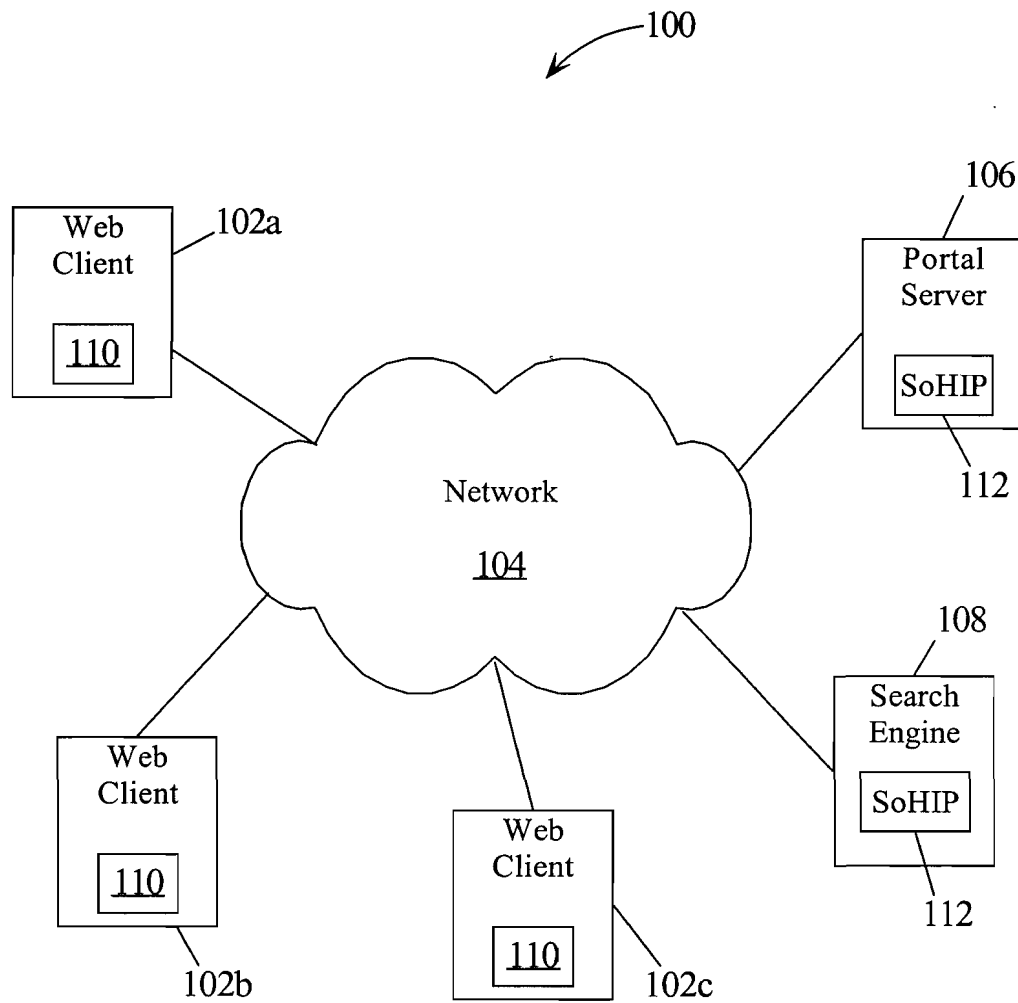 100
106
Web
Client
102a
110
Portal
Server
SoHIP
112
Network
104
108
Search
Engine
SoHIP
112
Web
Client
110
102b
Web
Client
110
102c